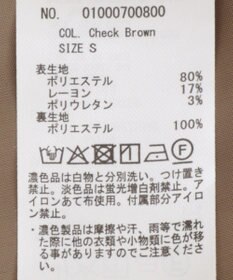 NO. 01000700800
COL. Check Brown
SIZE S
表生地
ポリエステル 80%
レーヨン 17%
ポリウレタン 3%
裏生地
ポリエステル 100%
濃色品は白物と分別洗い。つけ置き
禁止。淡色品は蛍光増白剤禁止。ア
イロンあて布使用。付属部分アイロ
ン禁止。
・濃色製品は摩擦や汗、雨等で濡れ
た際に他の衣類や小物類に色が移
る事がありますのでご注意くださ
い。